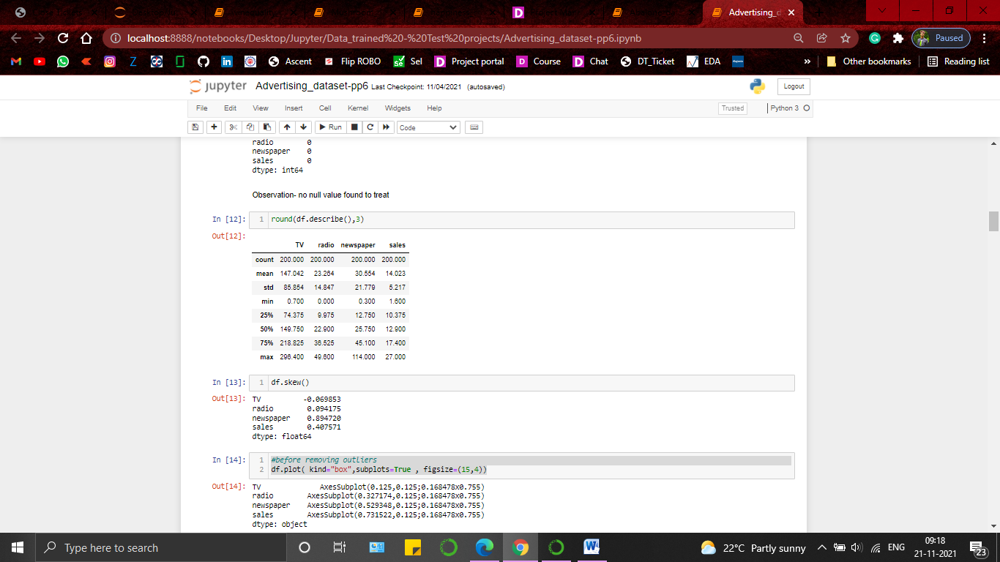 Advertising_d
localhost:8888/notebooks/Desktop/Jupyter/Data_trained%20-%20Test%20projects/Advertising_dataset-pp6.ipynb
Paused
Ascent
Flip ROBO
Sel
Project portal
Course
Chat
DT_Ticket
EDA
»
Other bookmarks
Reading list
jupyter Advertising_dataset-pp6 Last Checkpoint: 11/04/2021 (autosaved)
Logout
File Edit View Insert Cell Kernel Widgets Help
Trusted
Python 3
Run
Code
radio 0
newspaper 0
sales 0
dtype: int64
Observation- no null value found to treat
In [12]: 1 round(df.describe(),3)
Out[12]:
TV radio newspaper sales
count 200.000 200.000 200.000 200.000
mean 147.042 23.264 30.554 14.023
std 85.854 14.847 21.779 5.217
min 0.700 0.000 0.300 1.600
25% 74.375 9.975 12.750 10.375
50% 149.750 22.900 25.750 12.900
75% 218.825 36.525 45.100 17.400
max 296.400 49.600 114.000 27.000
In [13]: 1 df.skew()
Out[13]: TV -0.069853
radio 0.094175
newspaper 0.894720
sales 0.407571
dtype: float64
In [14]: 1 #before removing outliers
2 df.plot( kind="box",subplots=True , figsize=(15,4))
Out[14]: TV AxesSubplot(0.125,0.125;0.168478x0.755)
radio AxesSubplot(0.327174,0.125;0.168478x0.755)
newspaper AxesSubplot(0.529348,0.125;0.168478x0.755)
sales AxesSubplot(0.731522,0.125;0.168478x0.755)
dtype: object
Type here to search
22°C Partly sunny
ENG
09:18
21-11-2021
23